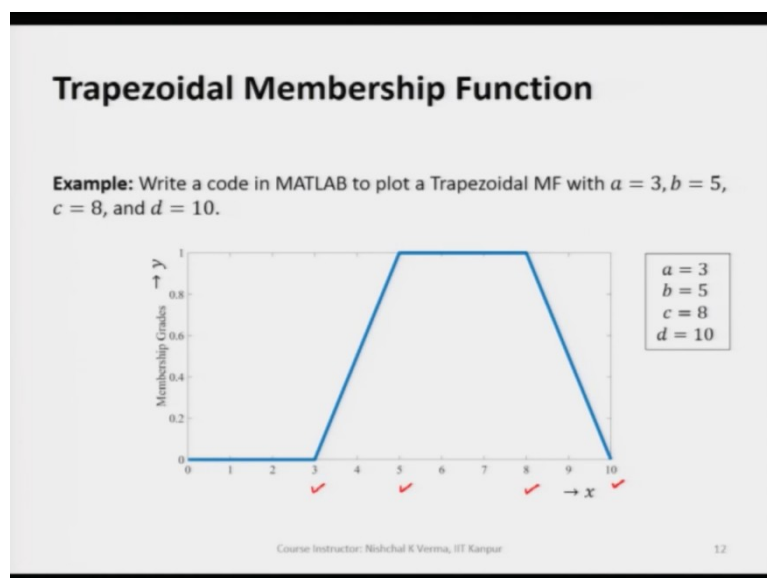 Trapezoidal Membership Function
Example: Write a code in MATLAB to plot a Trapezoidal MF with a = 3, b = 5,
c = 8, and d = 10.
→ y
Membership Grades
1
0.8
0.6
0.4
0.2
0
0 1 2 3 4 5 6 7 8 9 10
→ x
a = 3
b = 5
c = 8
d = 10
Course Instructor: Nishchal K Verma, IIT Kanpur
12